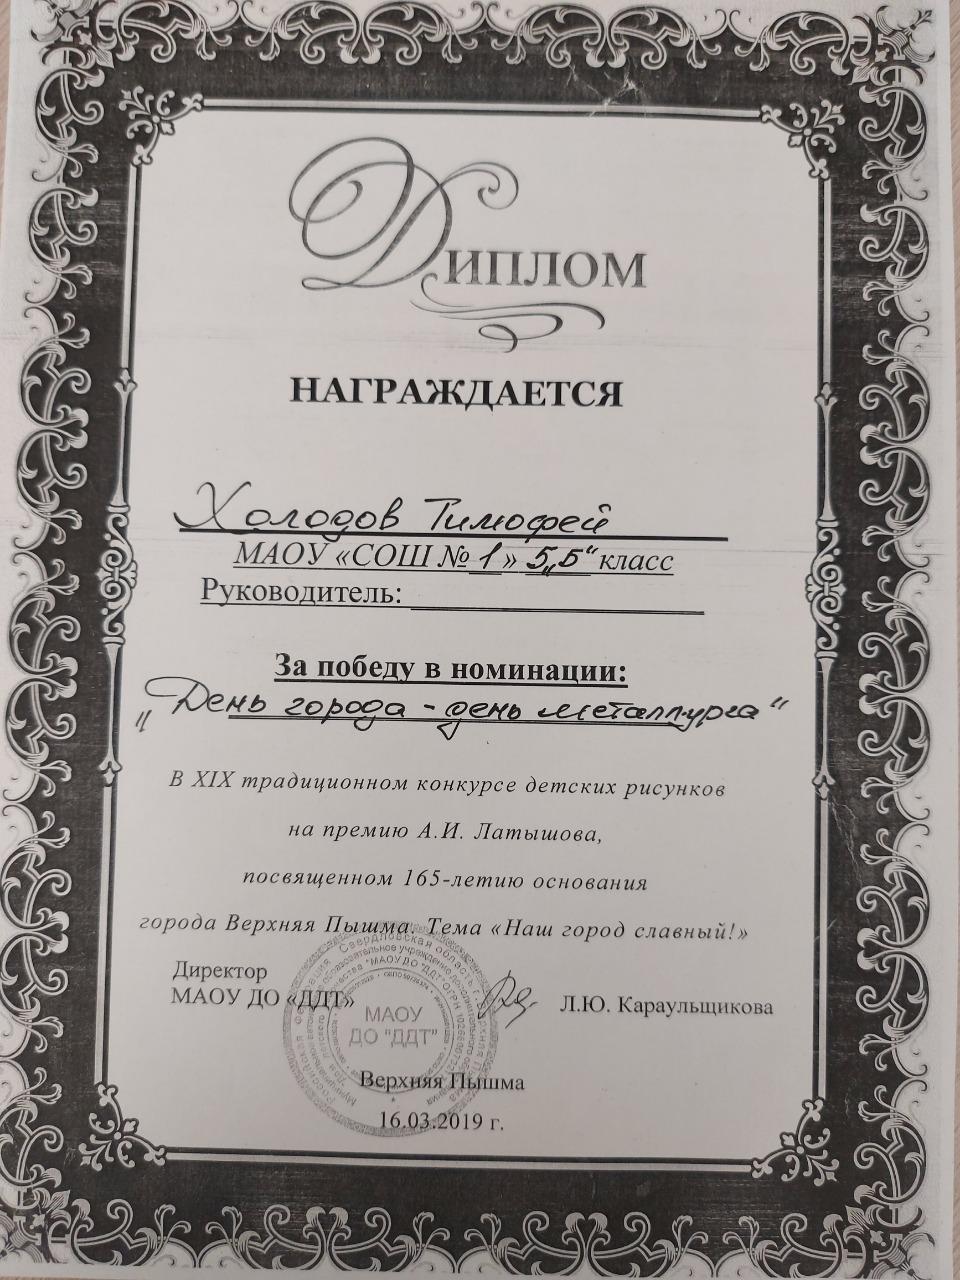 Диплом
НАГРАЖДАЕТСЯ
Холодов Тимофей
МАОУ «СОШ № 1» 5„Б“ класс
Руководитель:
За победу в номинации:
„День города - день металлурга“
В XIX традиционном конкурсе детских рисунков
на премию А.И. Латышова,
посвященном 165-летию основания
города Верхняя Пышма. Тема «Наш город славный!»
Директор
МАОУ ДО «ДДТ»
Л.Ю. Караульщикова
МАОУ
ДО "ДДТ"
Верхняя Пышма
16.03.2019 г.